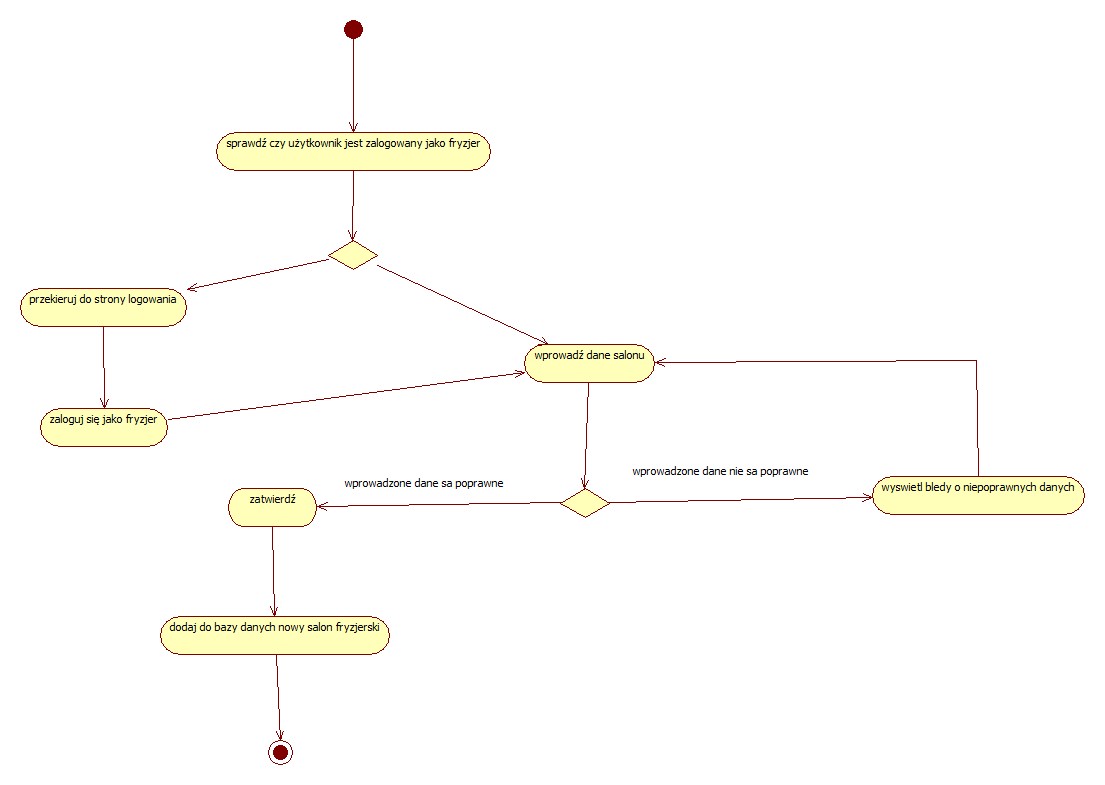 sprawdź czy użytkownik jest zalogowany jako fryzjer
przekieruj do strony logowania
wprowadź dane salonu
zaloguj się jako fryzjer
wprowadzone dane sa poprawne
wprowadzone dane nie sa poprawne
zatwierdź
wyswietl bledy o niepoprawnych danych
dodaj do bazy danych nowy salon fryzjerski